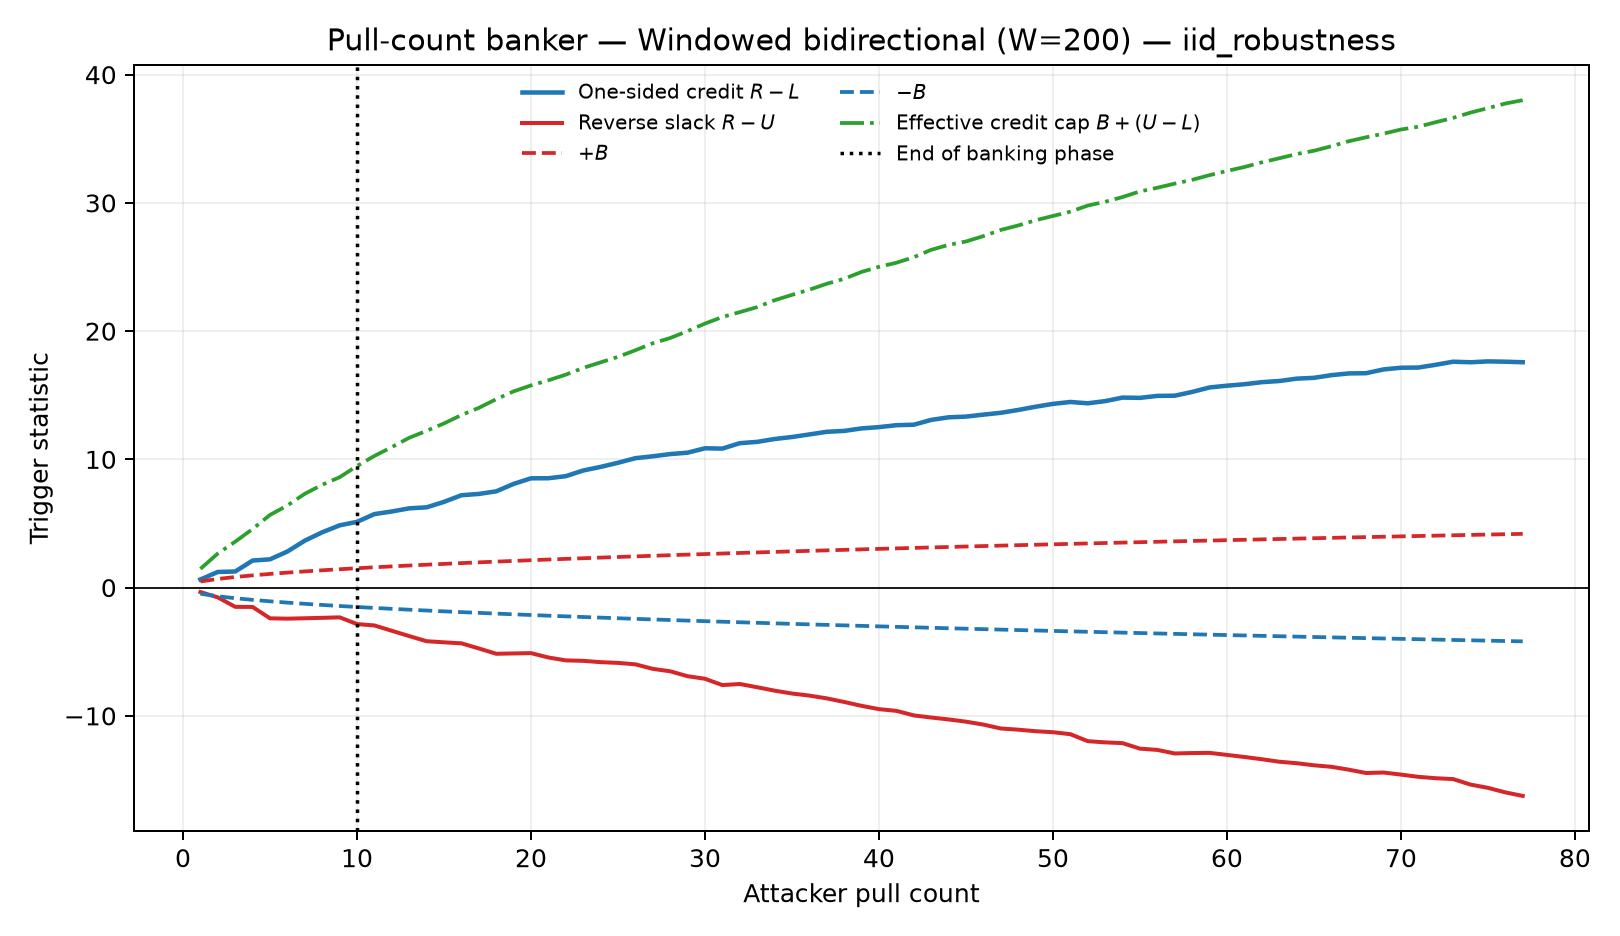 Pull-count banker — Windowed bidirectional (W=200) — iid_robustness
40
30
20
10
0
−10
Trigger statistic
One-sided credit R − L
Reverse slack R − U
+B
−B
Effective credit cap B + (U − L)
End of banking phase
0 10 20 30 40 50 60 70 80
Attacker pull count